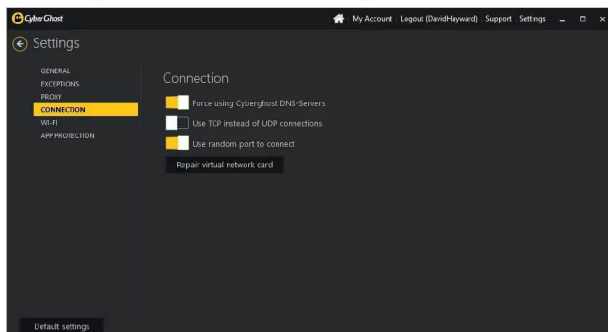 CyberGhost
My Account Logout (DavidHayward) Support Settings
Settings
GENERAL
EXCEPTIONS
PROXY
CONNECTION
WI-FI
APP PROTECTION
Connection
Force using Cyberghost DNS-Servers
Use TCP instead of UDP connections
Use random port to connect
Repair virtual network card
Default settings